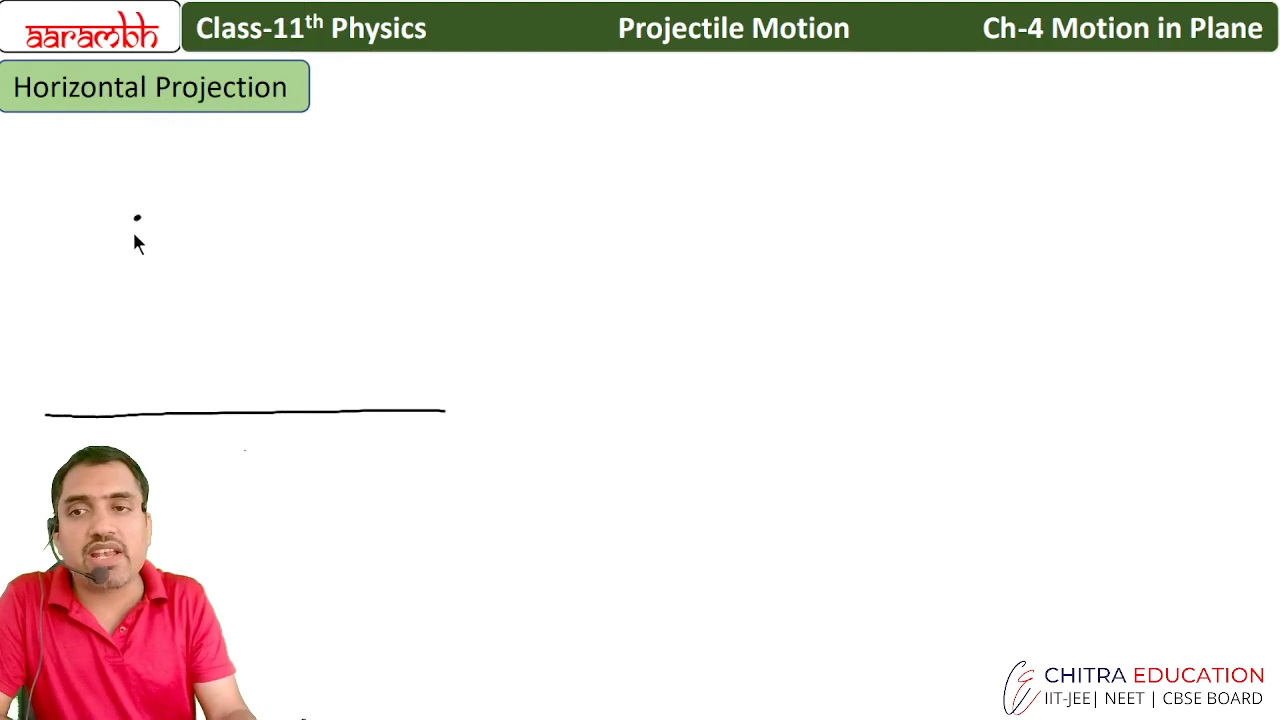 aarambh
Class-11th Physics
Projectile Motion
Ch-4 Motion in Plane
Horizontal Projection
CHITRA EDUCATION
IIT-JEE| NEET | CBSE BOARD